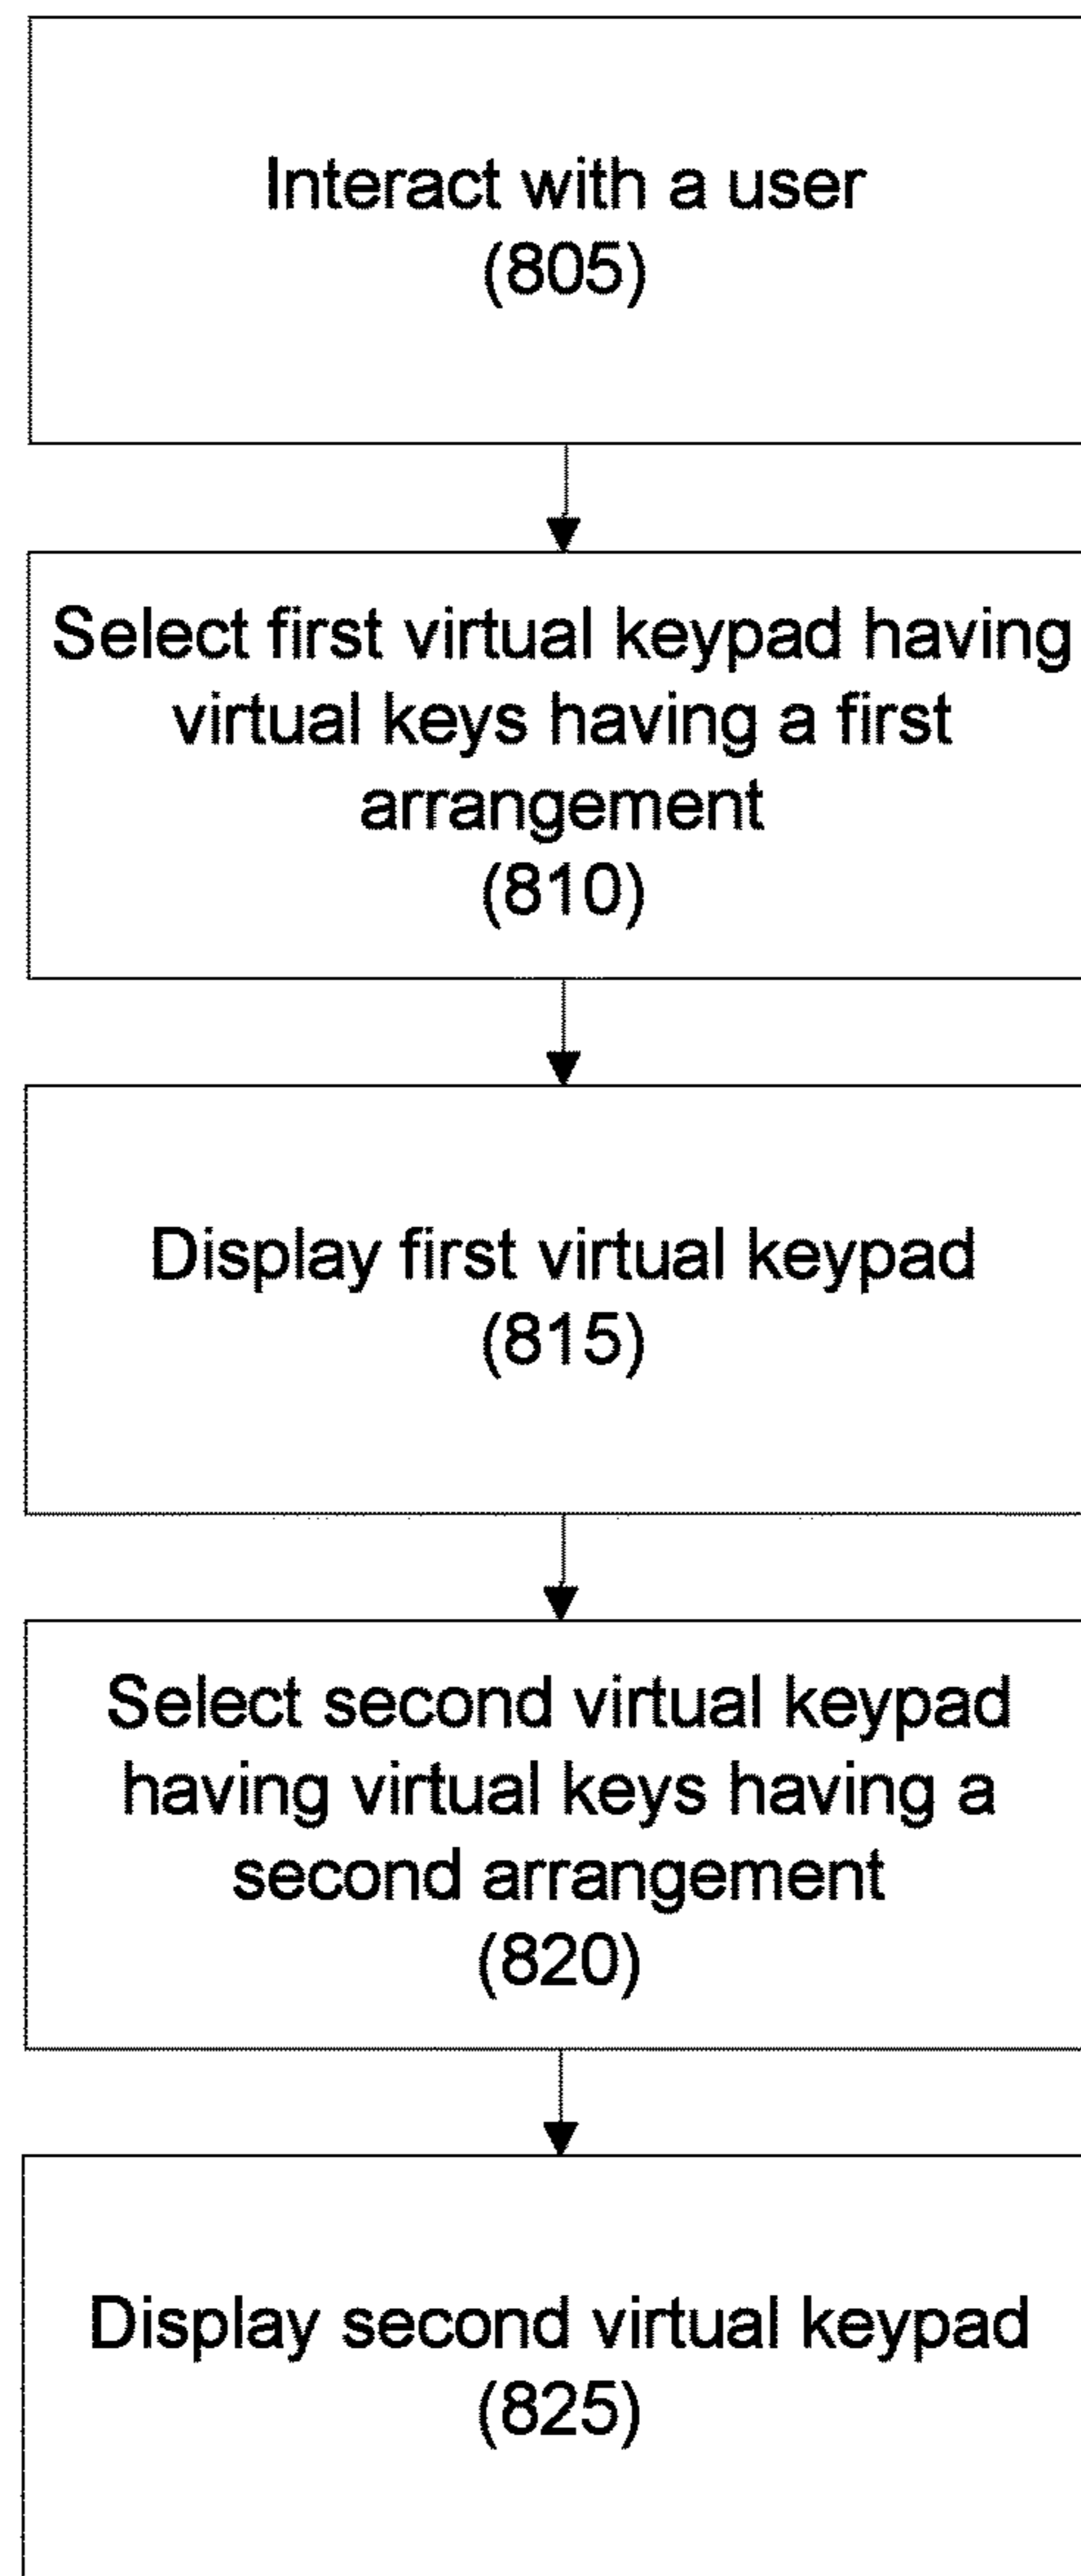 Interact with a user
(805)
Select first virtual keypad having
virtual keys having a first
arrangement
(810)
Display first virtual keypad
(815)
Select second virtual keypad
having virtual keys having a
second arrangement
(820)
Display second virtual keypad
(825)